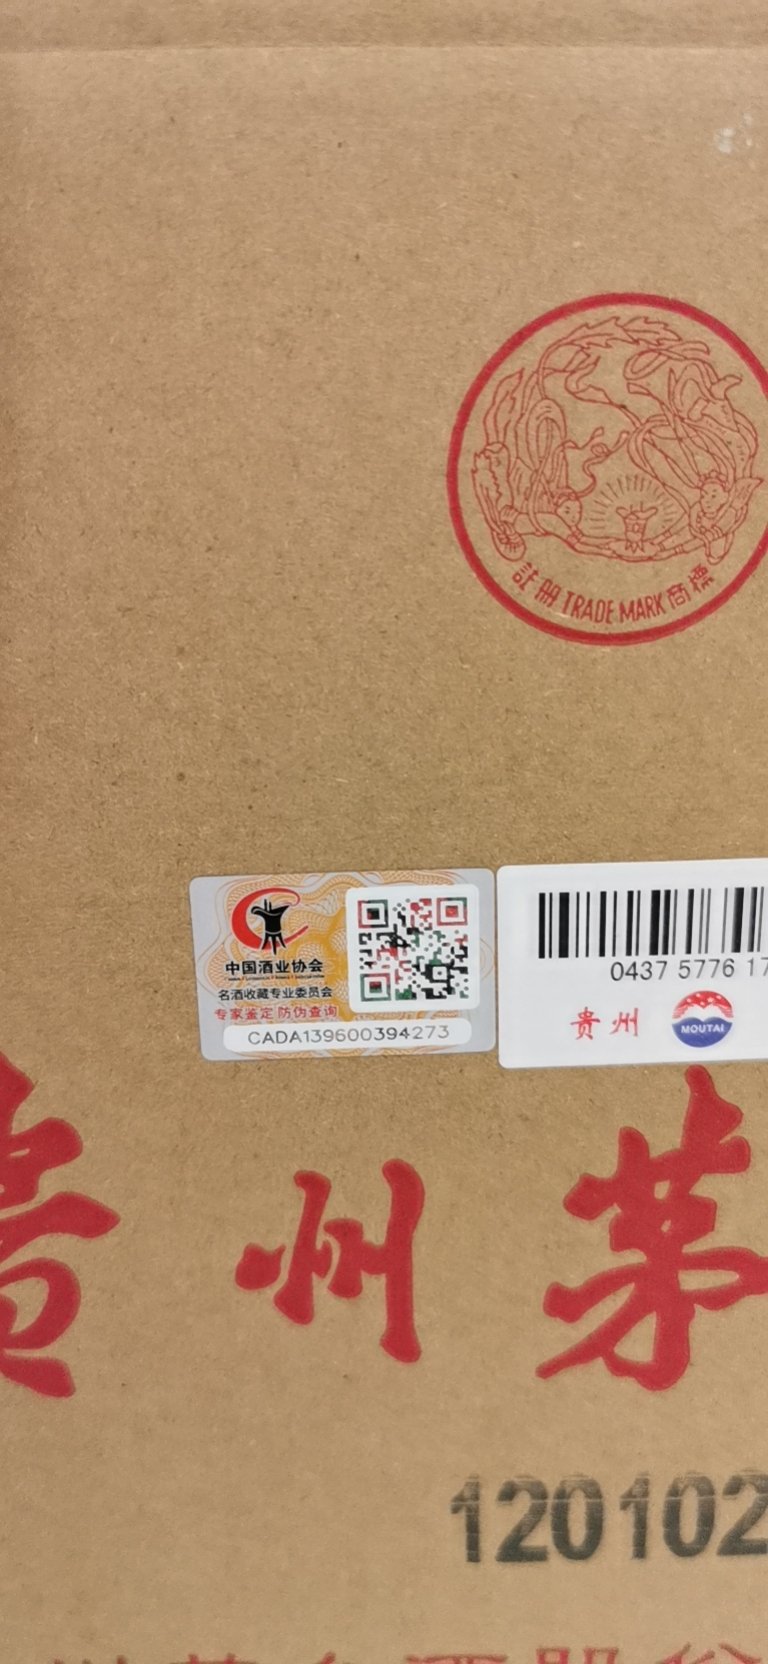 註册 TRADE MARK 商標
中国酒业协会
名酒收藏专业委员会
专家鉴定 防伪查询
CADA139600394273
0437 5776 17
贵州
MOUTAI
贵州茅
120102